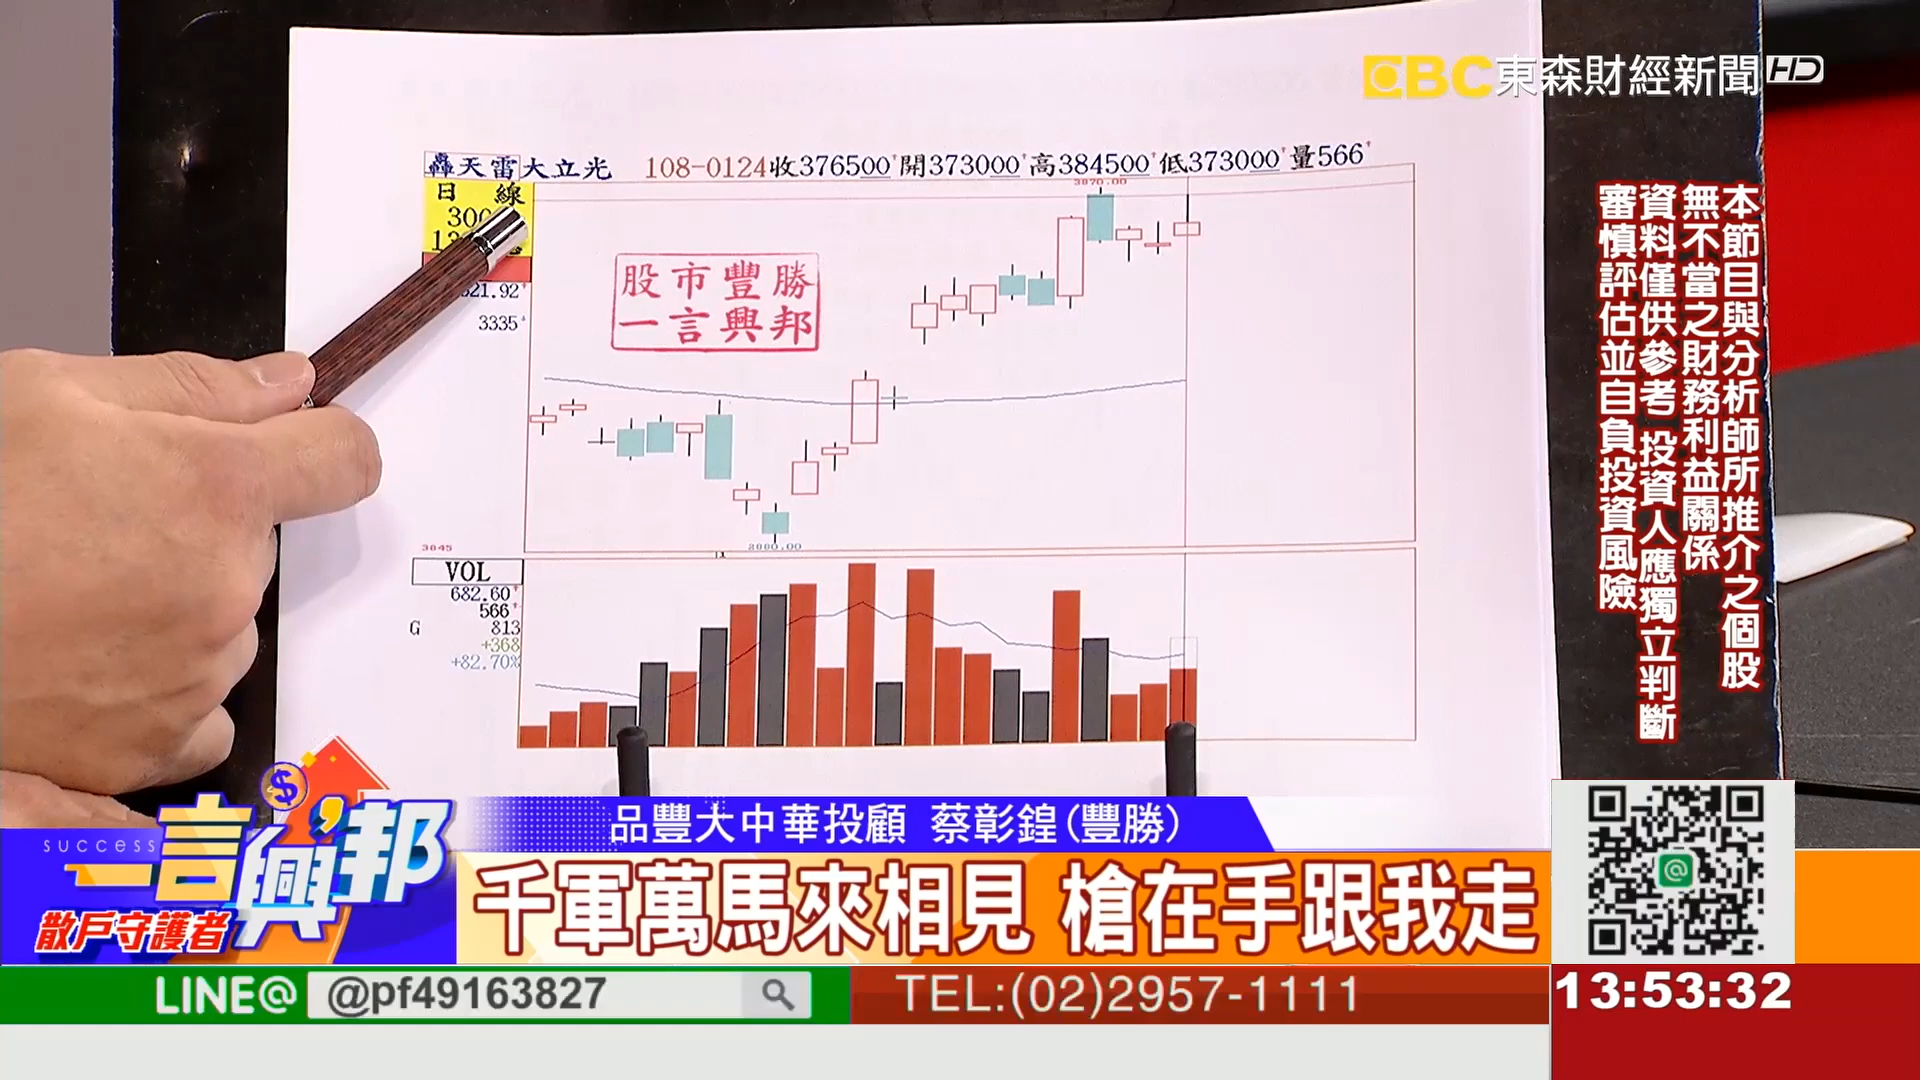 EBC 東森財經新聞 HD
轟天雷大立光 108-0124收376500 開373000 高384500 低373000 量566
日 線
300
3870.00
股市豐勝
一言興邦
3335
2880.00
3845
VOL
682.60
566
G 813
+368
+82.70%
本節目與分析師所推介之個股
無不當之財務利益關係
資料僅供參考 投資人應獨立判斷
審慎評估並自負投資風險
success
一言興邦
散戶守護者
品豐大中華投顧 蔡彰鍠(豐勝)
千軍萬馬來相見 槍在手跟我走
LINE@ @pf49163827
TEL:(02)2957-1111
13:53:32